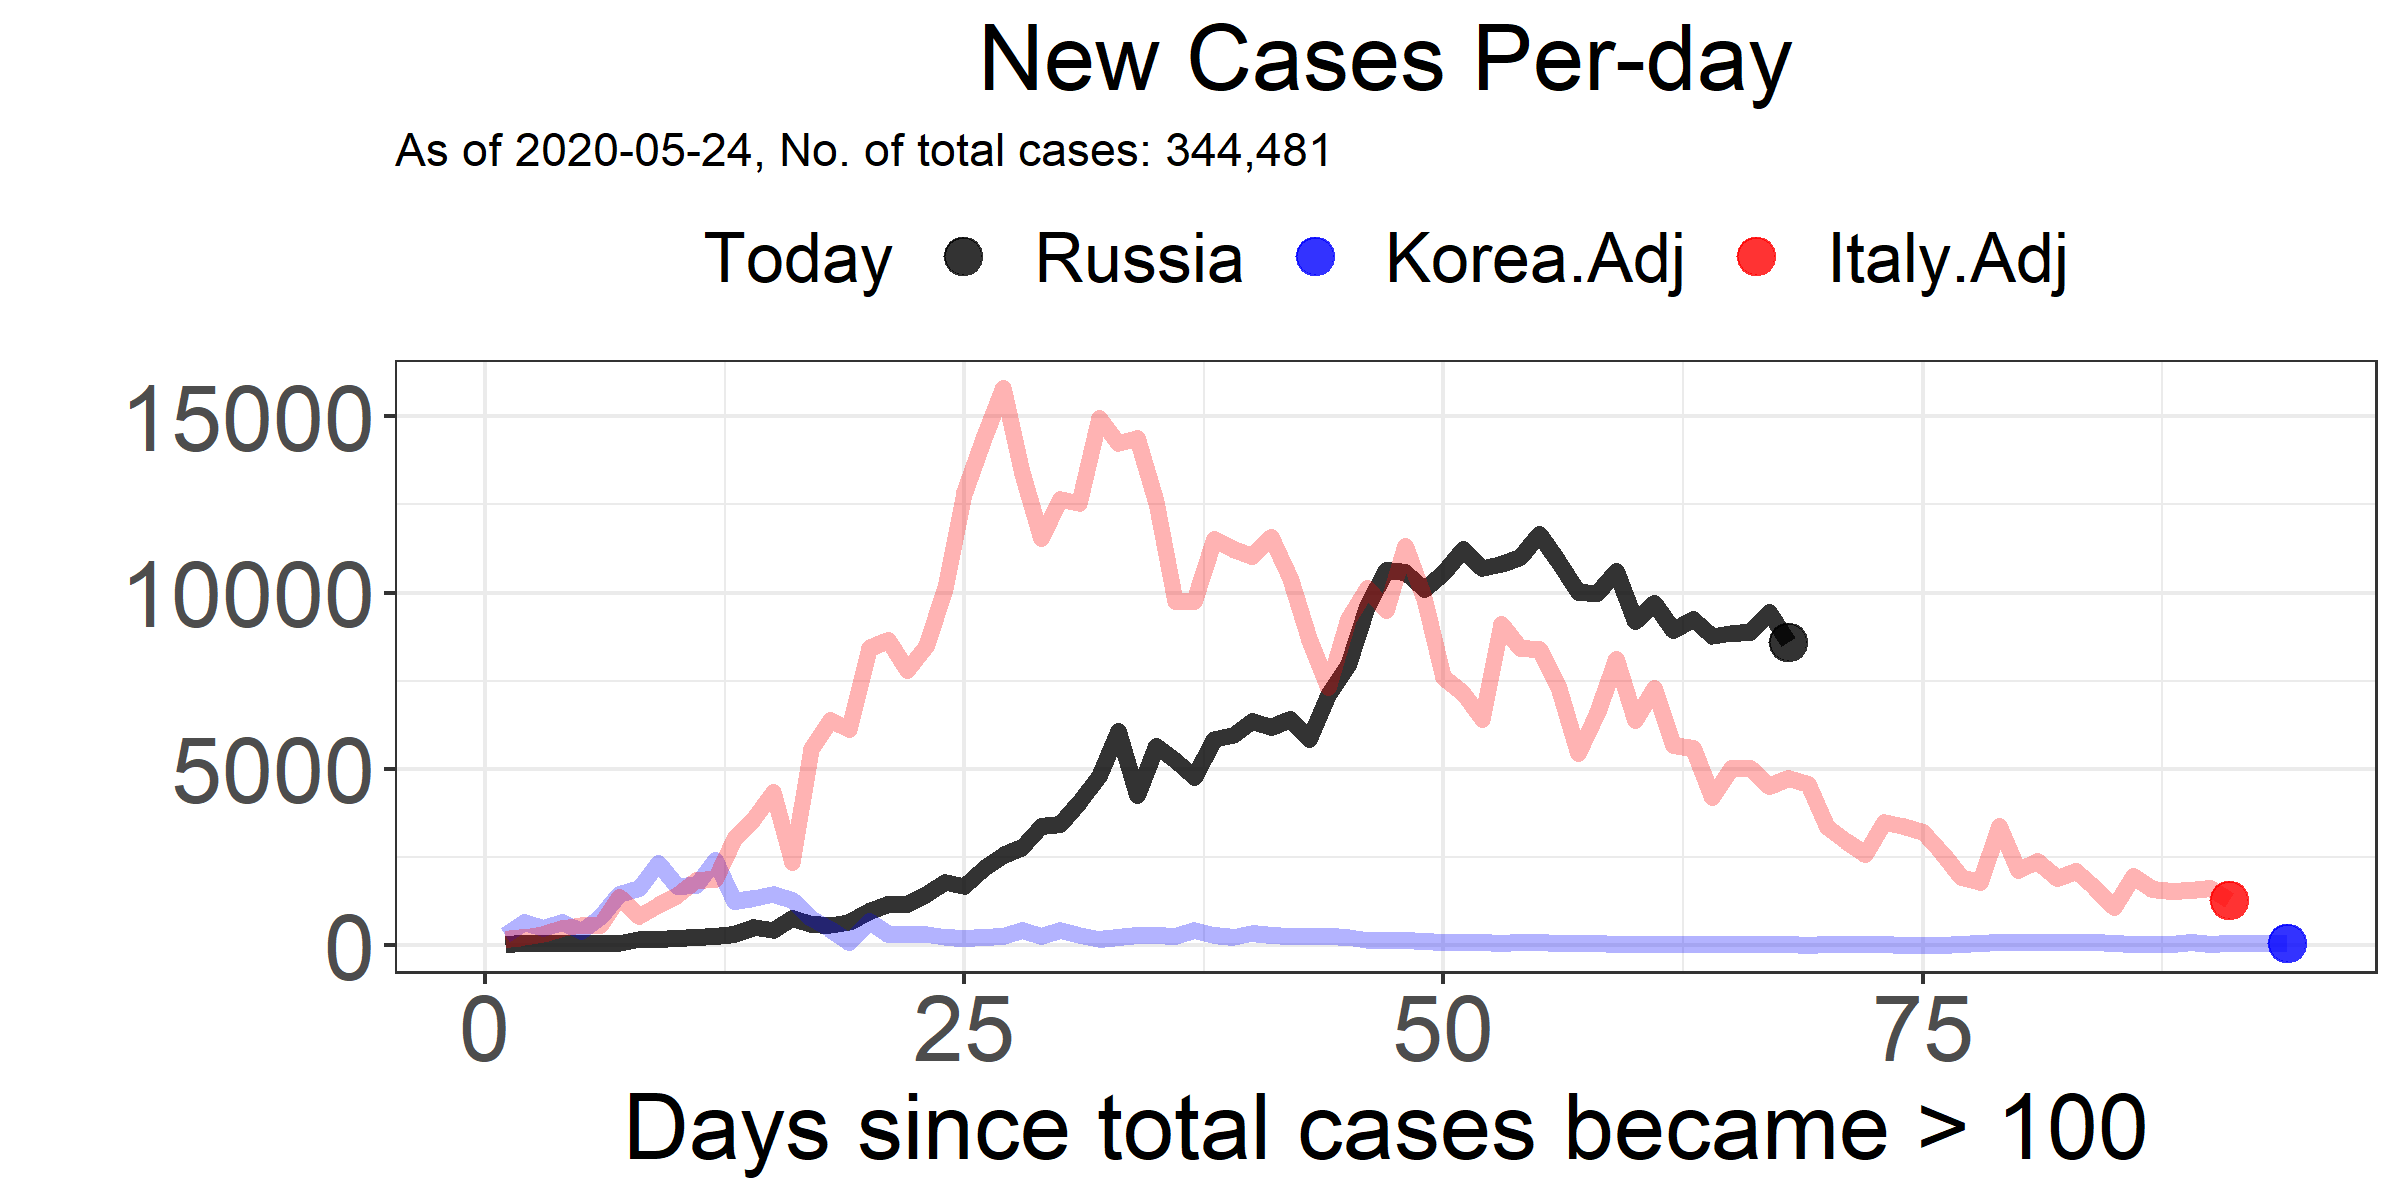 New Cases Per-day
As of 2020-05-24, No. of total cases: 344,481
Today Russia Korea.Adj Italy.Adj
15000
10000
5000
0
0 25 50 75
Days since total cases became > 100